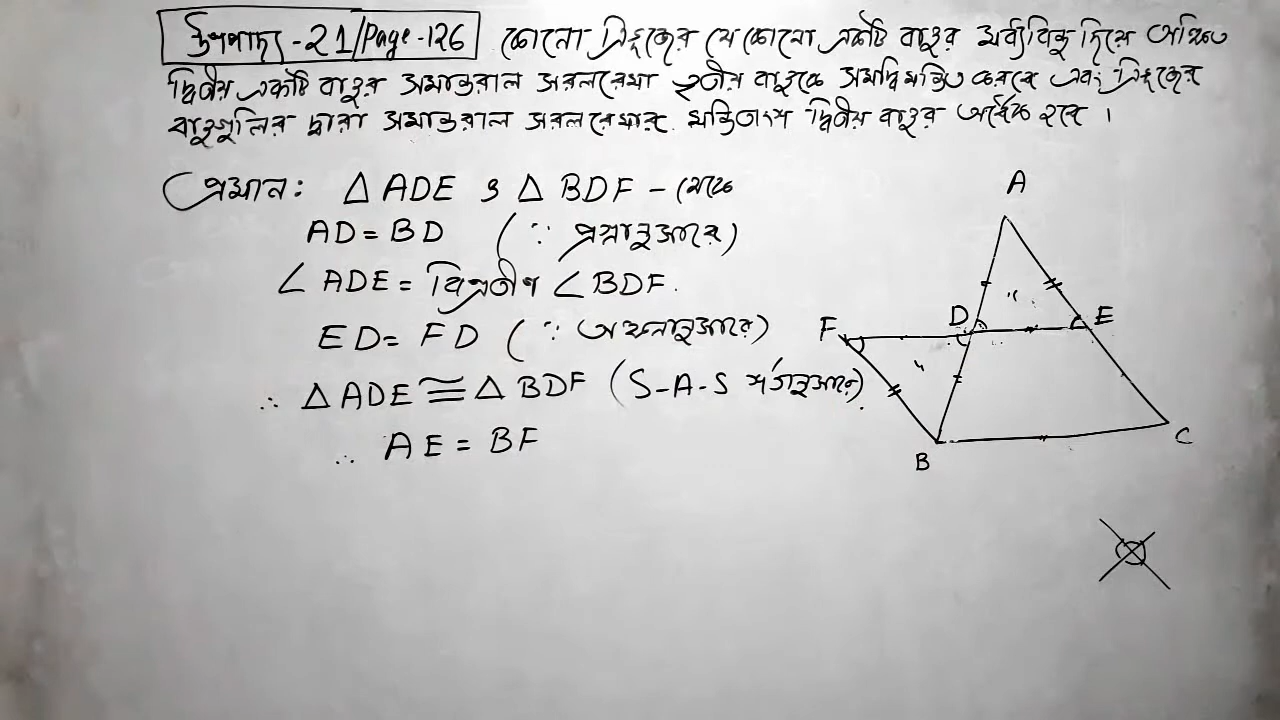 উপপাদ্য -21/Page-126 কোনো ত্রিভুজের যে কোনো একটি বাহুর মধ্যবিন্দু দিয়ে অঙ্কিত
দ্বিতীয় একটি বাহুর সমান্তরাল সরলরেখা তৃতীয় বাহুকে সমদ্বিখণ্ডিত করবে এবং ত্রিভুজের
বাহুগুলির দ্বারা সমান্তরাল সরলরেখার খণ্ডিতাংশ দ্বিতীয় বাহুর অর্ধেক হবে ।
প্রমান: △ ADE ও △ BDF - থেকে
AD = BD (∵ প্রশ্নানুসারে)
∠ ADE = বিপ্রতীপ ∠ BDF.
ED = FD (∵ অঙ্কনানুসারে)
∴ △ ADE ≅ △ BDF (S-A-S শর্তানুসারে)
∴ AE = BF
A
F D E
B C